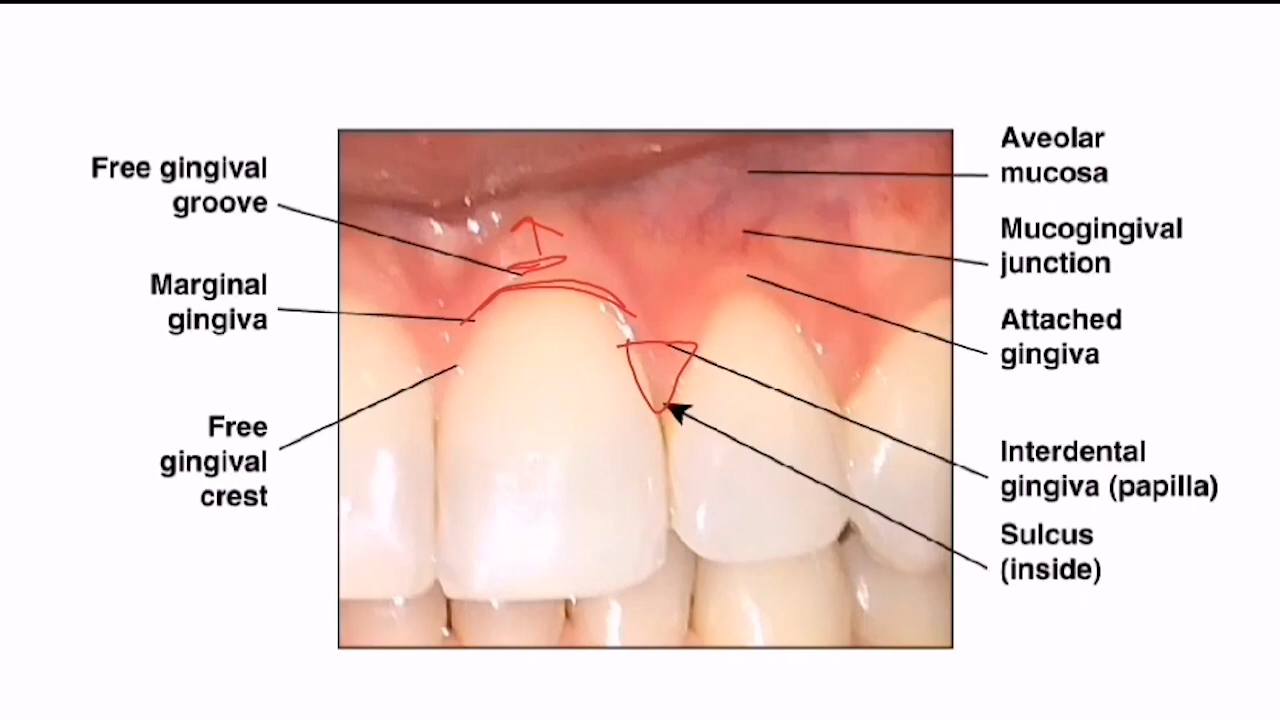 Free gingival
groove
Marginal
gingiva
Free
gingival
crest
Aveolar
mucosa
Mucogingival
junction
Attached
gingiva
Interdental
gingiva (papilla)
Sulcus
(inside)